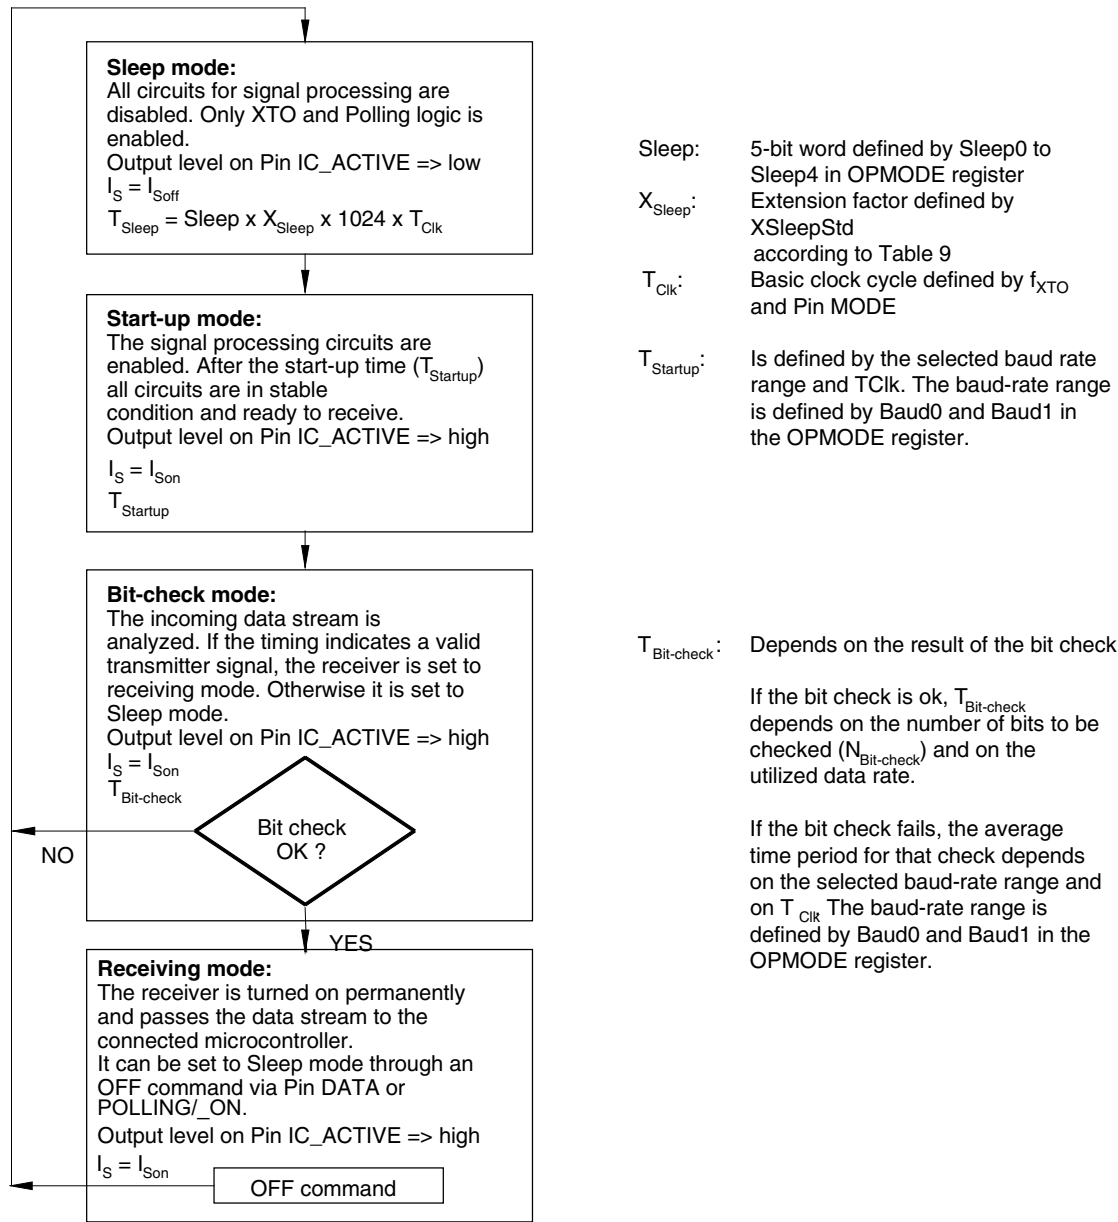 Sleep mode:
All circuits for signal processing are
disabled. Only XTO and Polling logic is
enabled.
Output level on Pin IC_ACTIVE => low
I_S = I_Soff
T_Sleep = Sleep x X_Sleep x 1024 x T_Clk
Start-up mode:
The signal processing circuits are
enabled. After the start-up time (T_Startup)
all circuits are in stable
condition and ready to receive.
Output level on Pin IC_ACTIVE => high
I_S = I_Son
T_Startup
Bit-check mode:
The incoming data stream is
analyzed. If the timing indicates a valid
transmitter signal, the receiver is set to
receiving mode. Otherwise it is set to
Sleep mode.
Output level on Pin IC_ACTIVE => high
I_S = I_Son
T_Bit-check
Bit check
OK ?
NO
YES
Receiving mode:
The receiver is turned on permanently
and passes the data stream to the
connected microcontroller.
It can be set to Sleep mode through an
OFF command via Pin DATA or
POLLING/_ON.
Output level on Pin IC_ACTIVE => high
I_S = I_Son
OFF command
Sleep: 5-bit word defined by Sleep0 to
Sleep4 in OPMODE register
X_Sleep: Extension factor defined by
XSleepStd
according to Table 9
T_Clk: Basic clock cycle defined by f_XTO
and Pin MODE
T_Startup: Is defined by the selected baud rate
range and TClk. The baud-rate range
is defined by Baud0 and Baud1 in
the OPMODE register.
T_Bit-check: Depends on the result of the bit check
If the bit check is ok, T_Bit-check
depends on the number of bits to be
checked (N_Bit-check) and on the
utilized data rate.
If the bit check fails, the average
time period for that check depends
on the selected baud-rate range and
on T_Clk. The baud-rate range is
defined by Baud0 and Baud1 in the
OPMODE register.